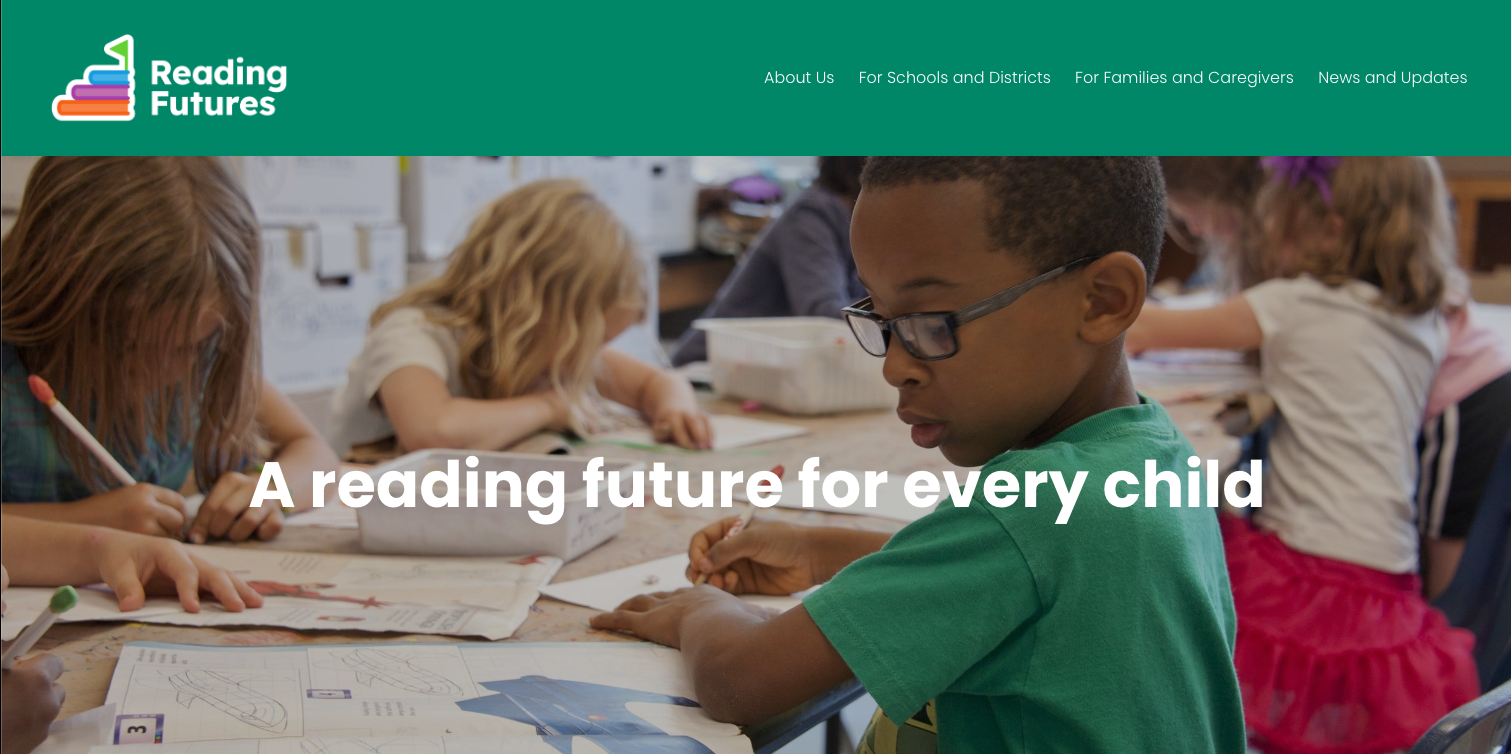 Reading
Futures
About Us
For Schools and Districts
For Families and Caregivers
News and Updates
A reading future for every child
3